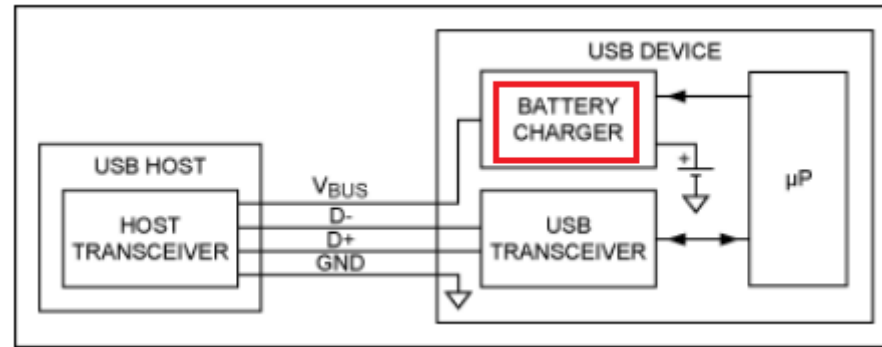 USB DEVICE
BATTERY
CHARGER
+
µP
USB HOST
VBUS
D-
D+
GND
HOST
TRANSCEIVER
USB
TRANSCEIVER